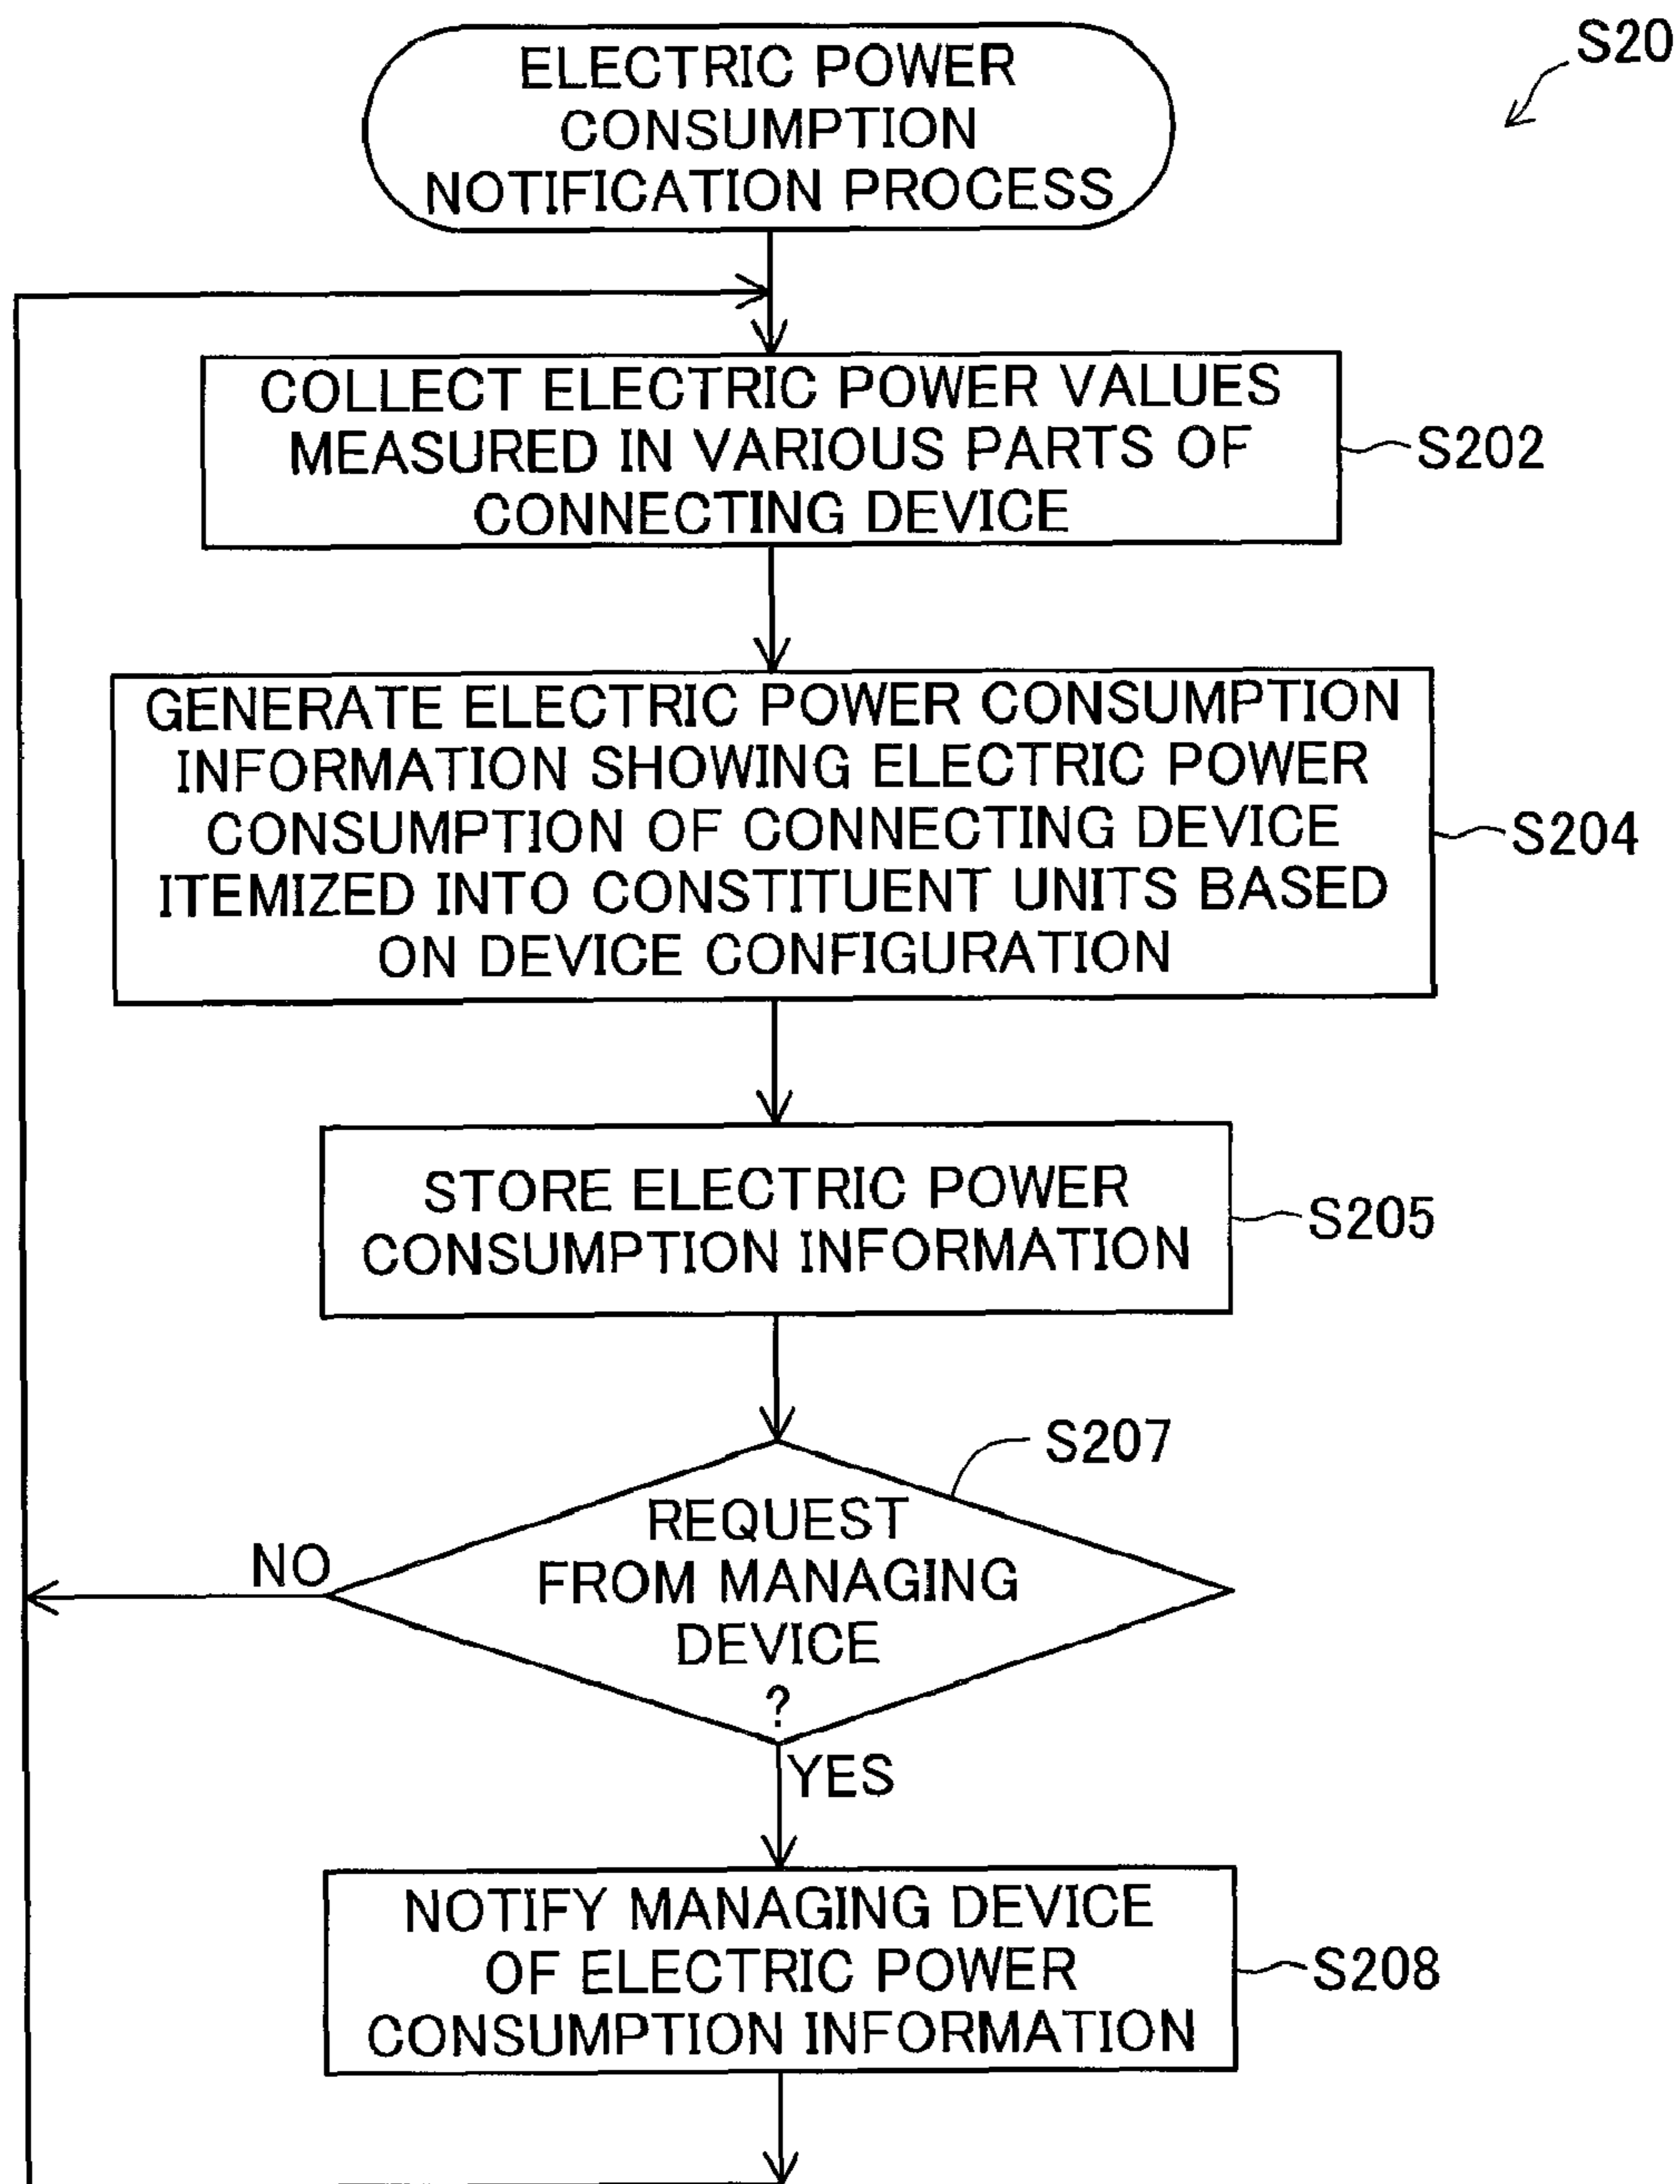 S20
ELECTRIC POWER
CONSUMPTION
NOTIFICATION PROCESS
COLLECT ELECTRIC POWER VALUES
MEASURED IN VARIOUS PARTS OF
CONNECTING DEVICE
S202
GENERATE ELECTRIC POWER CONSUMPTION
INFORMATION SHOWING ELECTRIC POWER
CONSUMPTION OF CONNECTING DEVICE
ITEMIZED INTO CONSTITUENT UNITS BASED
ON DEVICE CONFIGURATION
S204
STORE ELECTRIC POWER
CONSUMPTION INFORMATION
S205
S207
REQUEST
FROM MANAGING
DEVICE
?
NO
YES
NOTIFY MANAGING DEVICE
OF ELECTRIC POWER
CONSUMPTION INFORMATION
S208